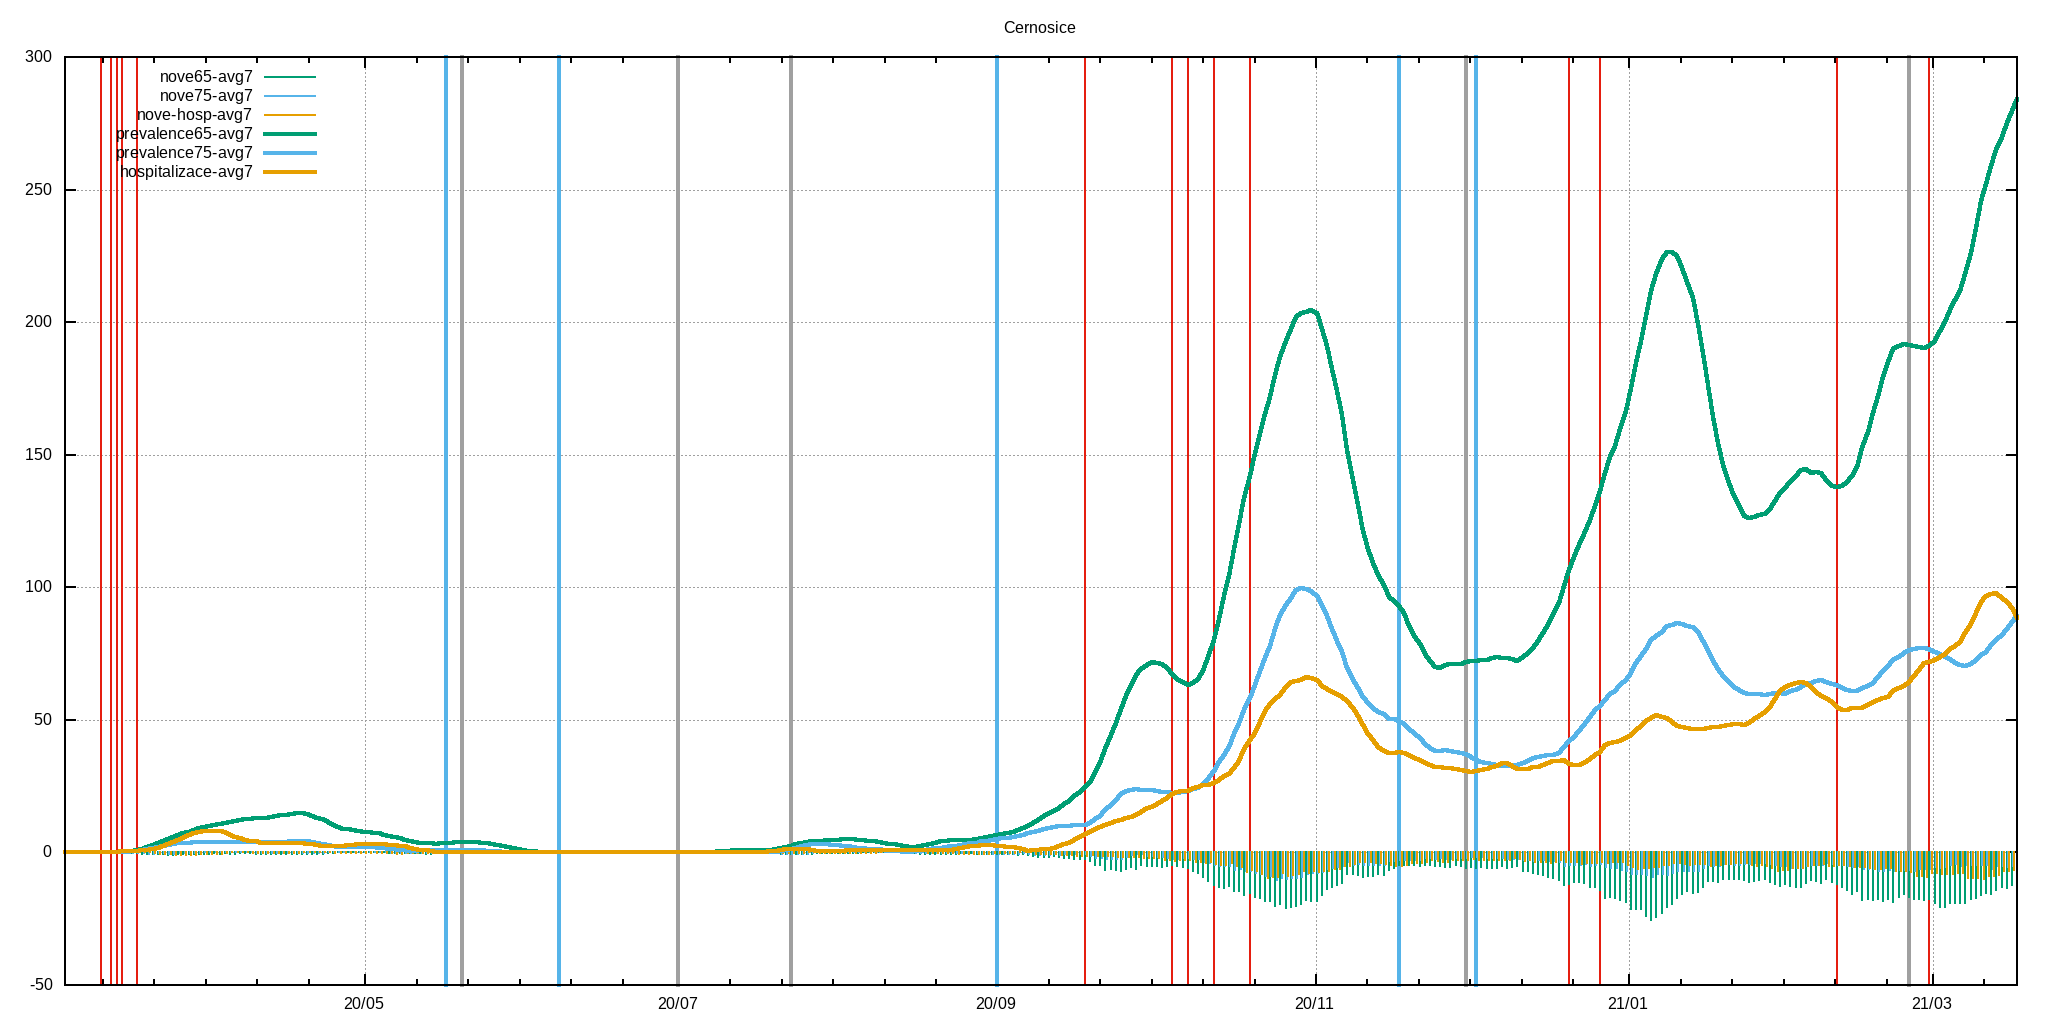 Cernosice
300
250
200
150
100
50
0
-50
nove65-avg7
nove75-avg7
nove-hosp-avg7
prevalence65-avg7
prevalence75-avg7
hospitalizace-avg7
20/05 20/07 20/09 20/11 21/01 21/03